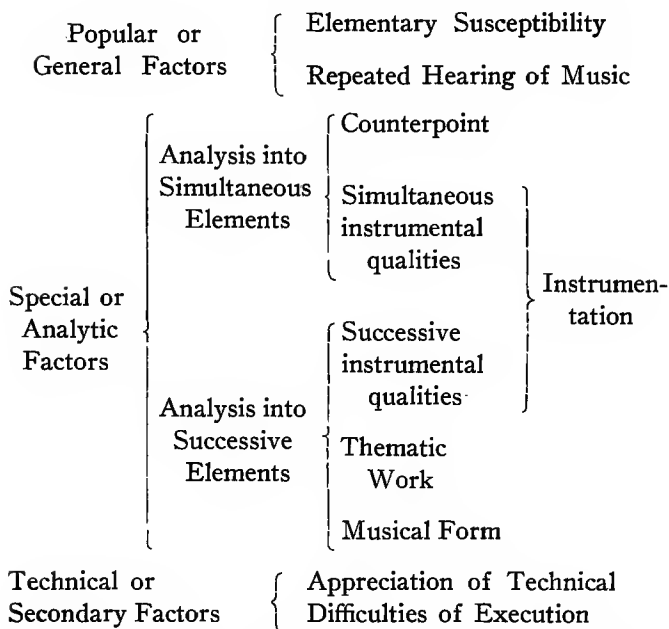 Popular or
General Factors
Elementary Susceptibility
Repeated Hearing of Music
Special or
Analytic
Factors
Analysis into
Simultaneous
Elements
Counterpoint
Simultaneous
instrumental
qualities
Analysis into
Successive
Elements
Successive
instrumental
qualities
Thematic
Work
Musical Form
Instrumen-
tation
Technical or
Secondary Factors
Appreciation of Technical
Difficulties of Execution